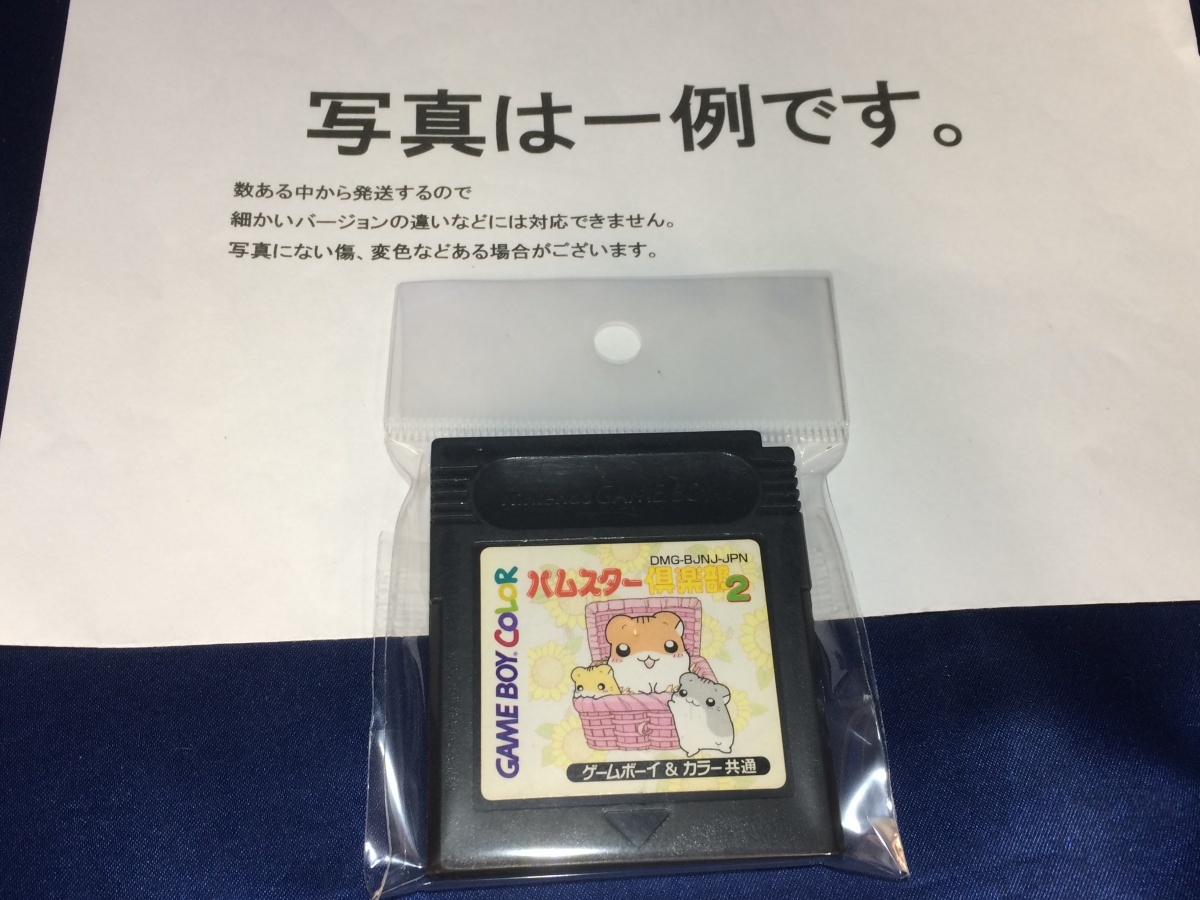 写真は一例です。
数ある中から発送するので
細かいバージョンの違いなどには対応できません。
写真にない傷、変色などある場合がございます。
Nintendo GAME BOY
DMG-BJNJ-JPN
ハムスター倶楽部2
GAME BOY COLOR
ゲームボーイ & カラー共通